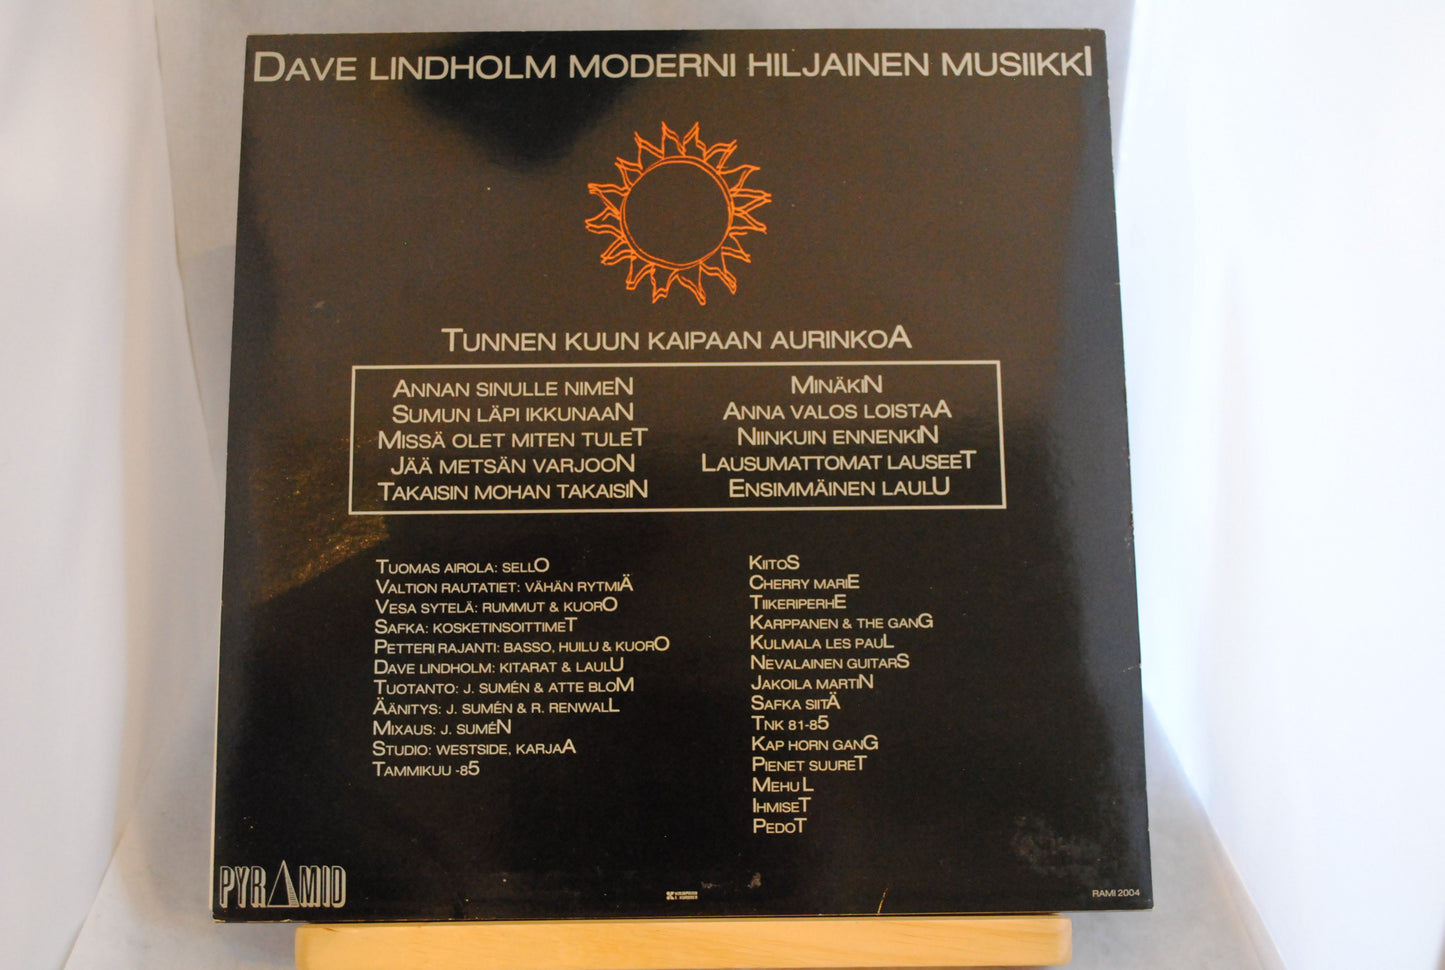 DAVE LINDHOLM MODERNI HILJAINEN MUSIIKKI
TUNNEN KUUN KAIPAAN AURINKOA
ANNAN SINULLE NIMEN
SUMUN LÄPI IKKUNAAN
MISSÄ OLET MITEN TULET
JÄÄ METSÄN VARJOON
TAKAISIN MOHAN TAKAISIN
MINÄKIN
ANNA VALOS LOISTAA
NIINKUIN ENNENKIN
LAUSUMATTOMAT LAUSEET
ENSIMMÄINEN LAULU
TUOMAS AIROLA: SELLO
VALTION RAUTATIET: VÄHÄN RYTMIÄ
VESA SYTELÄ: RUMMUT & KUORO
SAFKA: KOSKETINSOITTIMET
PETTERI RAJANTI: BASSO, HUILU & KUORO
DAVE LINDHOLM: KITARAT & LAULU
TUOTANTO: J. SUMÉN & ATTE BLOM
ÄÄNITYS: J. SUMÉN & R. RENWALL
MIXAUS: J. SUMÉN
STUDIO: WESTSIDE, KARJAA
TAMMIKUU -85
KIITOS
CHERRY MARIE
TIIKERIPERHE
KARPPANEN & THE GANG
KULMALA LES PAUL
NEVALAINEN GUITARS
JAKOILA MARTIN
SAFKA SIITÄ
TNK 81-85
KAP HORN GANG
PIENET SUURET
MEHU L
IHMISET
PEDOT
PYRAMID
RAMI 2004